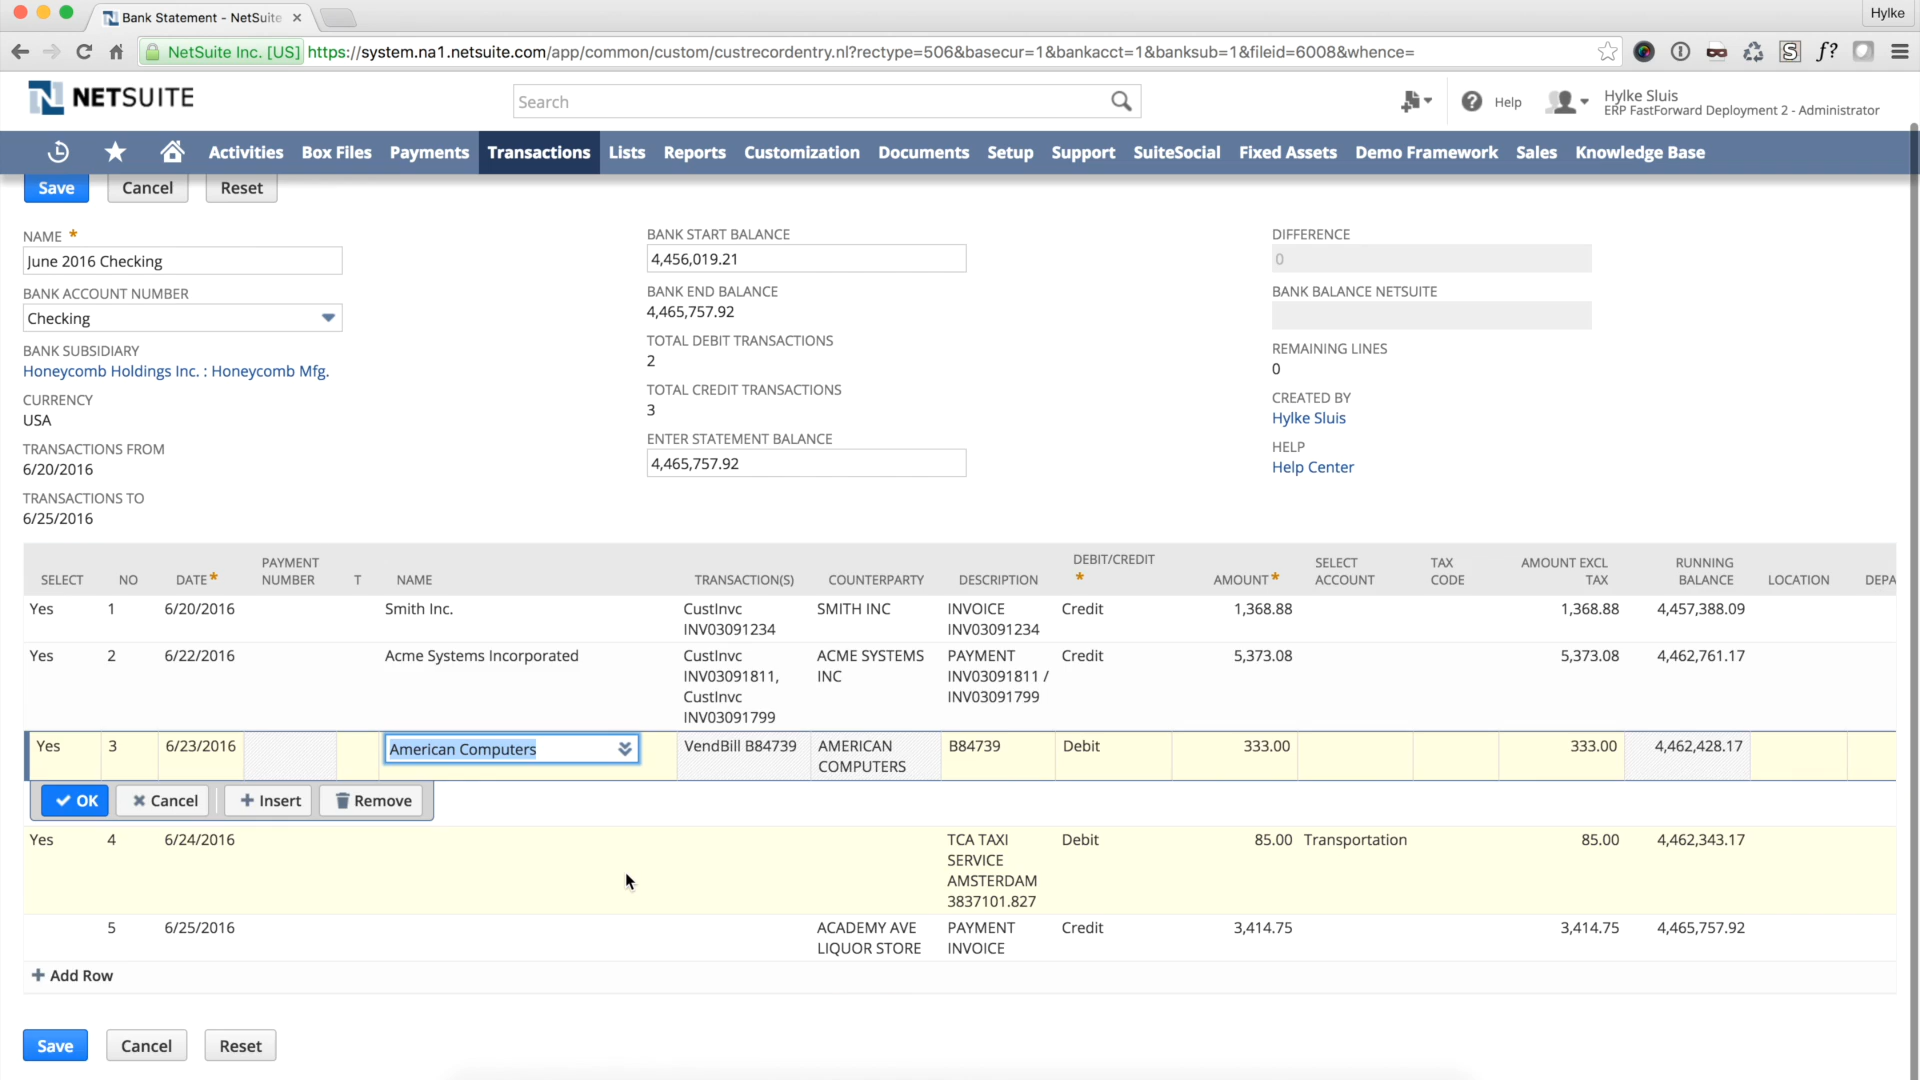 Bank Statement - NetSuite
Hylke
NetSuite Inc. [US] https://system.na1.netsuite.com/app/common/custom/custrecordentry.nl?rectype=506&basecur=1&bankacct=1&banksub=1&fileid=6008&whence=
NETSUITE
Search
Help
Hylke Sluis
ERP FastForward Deployment 2 - Administrator
Activities Box Files Payments Transactions Lists Reports Customization Documents Setup Support SuiteSocial Fixed Assets Demo Framework Sales Knowledge Base
Save Cancel Reset
NAME *
June 2016 Checking
BANK ACCOUNT NUMBER
Checking
BANK SUBSIDIARY
Honeycomb Holdings Inc. : Honeycomb Mfg.
CURRENCY
USA
TRANSACTIONS FROM
6/20/2016
TRANSACTIONS TO
6/25/2016
BANK START BALANCE
4,456,019.21
BANK END BALANCE
4,465,757.92
TOTAL DEBIT TRANSACTIONS
2
TOTAL CREDIT TRANSACTIONS
3
ENTER STATEMENT BALANCE
4,465,757.92
DIFFERENCE
0
BANK BALANCE NETSUITE
REMAINING LINES
0
CREATED BY
Hylke Sluis
HELP
Help Center
SELECT
NO
DATE *
PAYMENT
NUMBER
T
NAME
TRANSACTION(S)
COUNTERPARTY
DESCRIPTION
DEBIT/CREDIT
*
AMOUNT *
SELECT
ACCOUNT
TAX
CODE
AMOUNT EXCL
TAX
RUNNING
BALANCE
LOCATION
DEPA
Yes 1 6/20/2016 Smith Inc. CustInvc SMITH INC INVOICE Credit 1,368.88 1,368.88 4,457,388.09
INV03091234 INV03091234
Yes 2 6/22/2016 Acme Systems Incorporated CustInvc ACME SYSTEMS PAYMENT Credit 5,373.08 5,373.08 4,462,761.17
INV03091811, INC INV03091811 /
CustInvc INV03091799
INV03091799
Yes 3 6/23/2016 American Computers VendBill B84739 AMERICAN B84739 Debit 333.00 333.00 4,462,428.17
COMPUTERS
OK Cancel Insert Remove
Yes 4 6/24/2016 TCA TAXI Debit 85.00 Transportation 85.00 4,462,343.17
SERVICE
AMSTERDAM
3837101.827
5 6/25/2016 ACADEMY AVE PAYMENT Credit 3,414.75 3,414.75 4,465,757.92
LIQUOR STORE INVOICE
+ Add Row
Save Cancel Reset